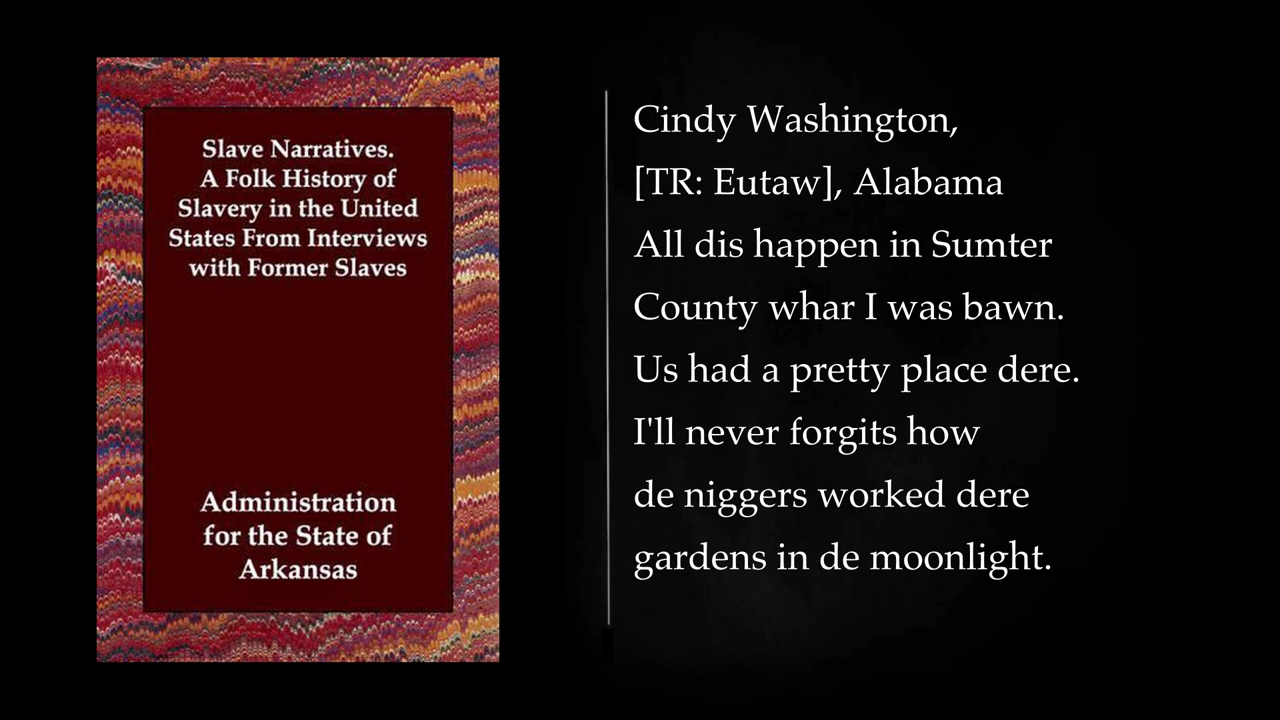 Slave Narratives.
A Folk History of
Slavery in the United
States From Interviews
with Former Slaves
Administration
for the State of
Arkansas
Cindy Washington,
[TR: Eutaw], Alabama
All dis happen in Sumter
County whar I was bawn.
Us had a pretty place dere.
I'll never forgits how
de niggers worked dere
gardens in de moonlight.